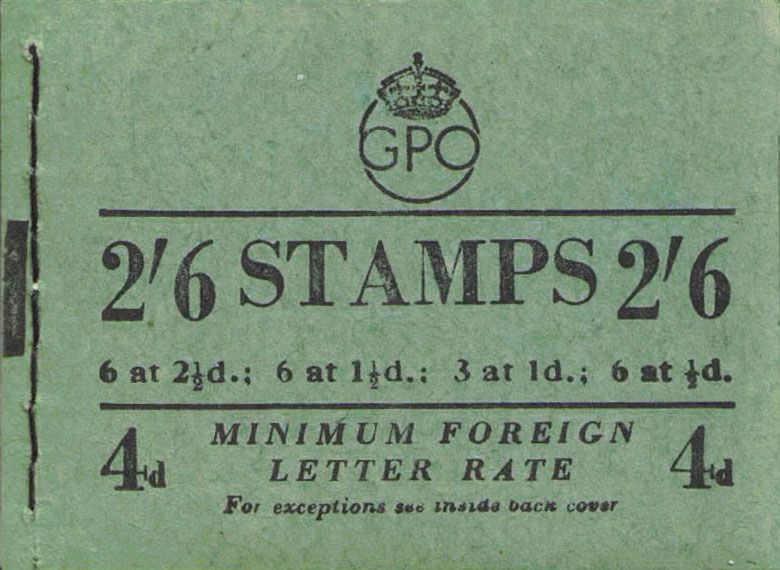 GPO
2'6 STAMPS 2'6
6 at 2½d.; 6 at 1½d.; 3 at 1d.; 6 at ½d.
4d MINIMUM FOREIGN 4d
LETTER RATE
For exceptions see inside back cover